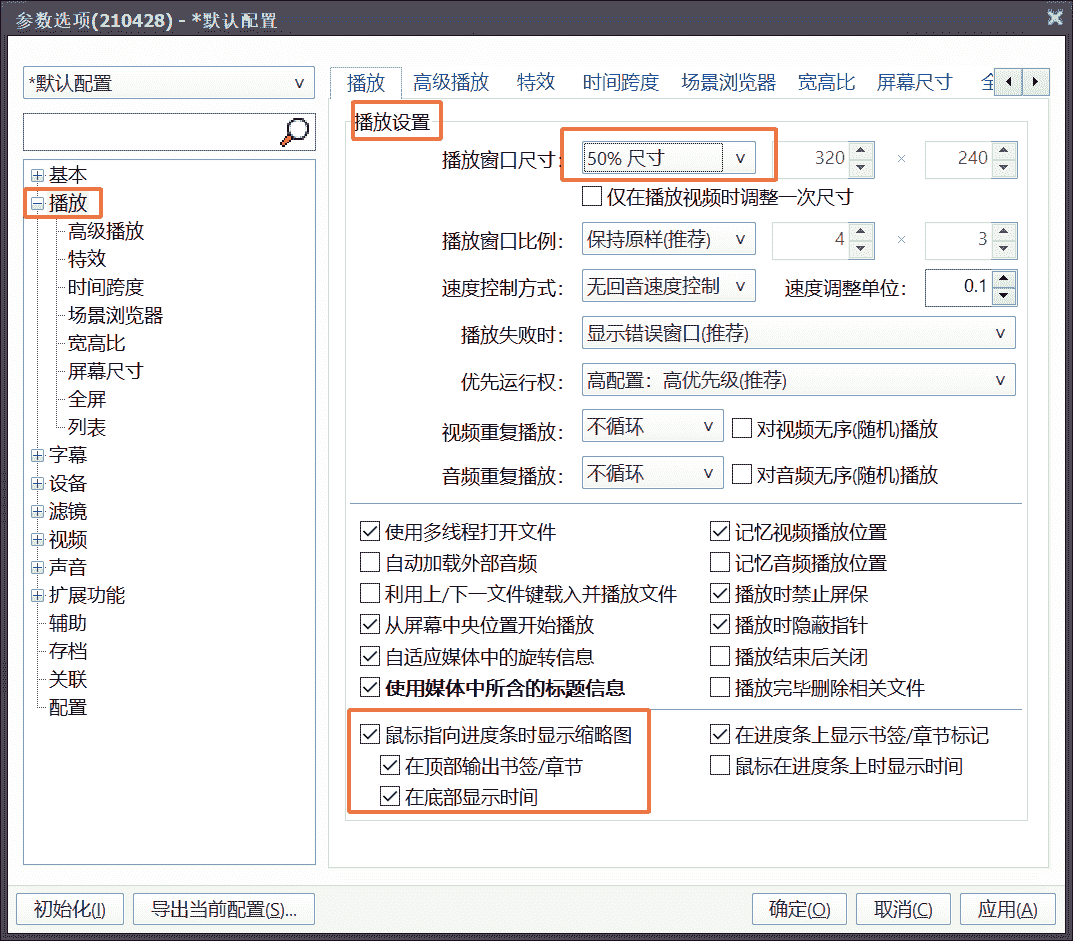 参数选项(210428) - *默认配置
*默认配置
基本
播放
高级播放
特效
时间跨度
场景浏览器
宽高比
屏幕尺寸
全屏
列表
字幕
设备
滤镜
视频
声音
扩展功能
辅助
存档
关联
配置
播放 高级播放 特效 时间跨度 场景浏览器 宽高比 屏幕尺寸
播放设置
播放窗口尺寸: 50% 尺寸 320 × 240
仅在播放视频时调整一次尺寸
播放窗口比例: 保持原样(推荐) 4 × 3
速度控制方式: 无回音速度控制 速度调整单位: 0.1
播放失败时: 显示错误窗口(推荐)
优先运行权: 高配置：高优先级(推荐)
视频重复播放: 不循环 对视频无序(随机)播放
音频重复播放: 不循环 对音频无序(随机)播放
使用多线程打开文件 记忆视频播放位置
自动加载外部音频 记忆音频播放位置
利用上/下一文件键载入并播放文件 播放时禁止屏保
从屏幕中央位置开始播放 播放时隐蔽指针
自适应媒体中的旋转信息 播放结束后关闭
使用媒体中所含的标题信息 播放完毕删除相关文件
鼠标指向进度条时显示缩略图 在进度条上显示书签/章节标记
在顶部输出书签/章节 鼠标在进度条上时显示时间
在底部显示时间
初始化(I) 导出当前配置(S)... 确定(O) 取消(C) 应用(A)